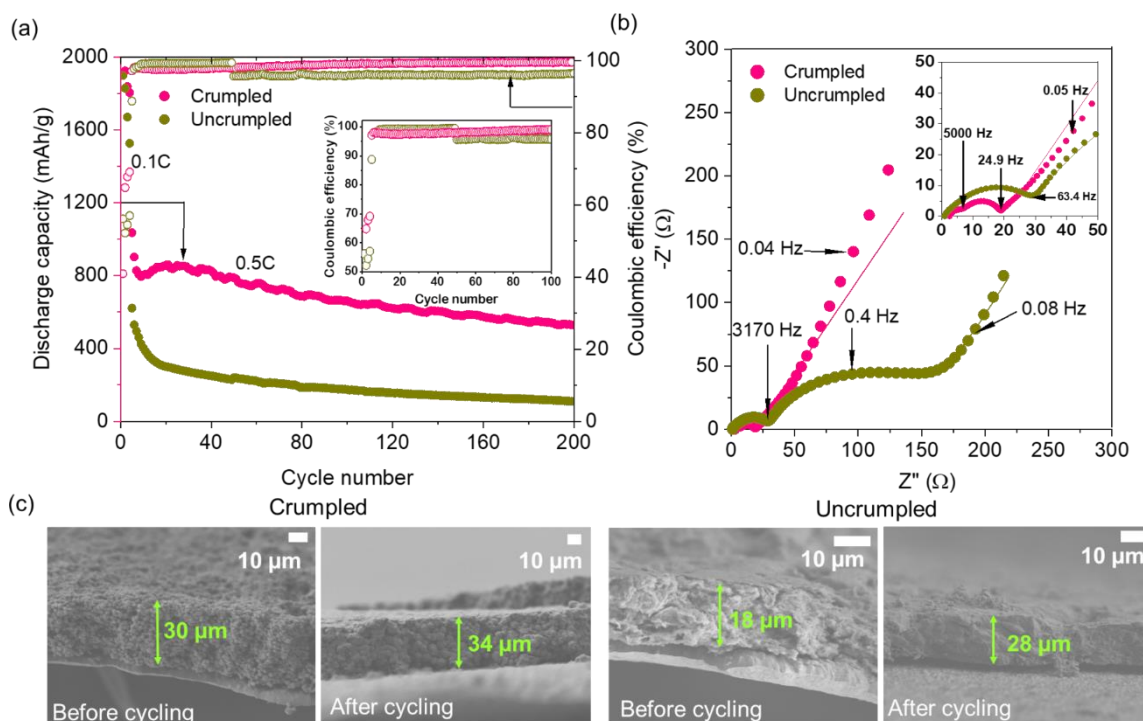 (a)
2000
1600
1200
800
400
0
Discharge capacity (mAh/g)
0
40
80
120
160
200
Cycle number
100
80
60
40
20
0
Coulombic efficiency (%)
Crumpled
Uncrumpled
0.1C
0.5C
100
90
80
70
60
50
Coulombic efficiency (%)
0 20 40 60 80 100
Cycle number
(b)
300
250
200
150
100
50
0
-Z' (Ω)
0 50 100 150 200 250 300
Z'' (Ω)
Crumpled
Uncrumpled
0.04 Hz
3170 Hz
0.4 Hz
0.08 Hz
50
40
30
20
10
0
0 10 20 30 40 50
0.05 Hz
5000 Hz
24.9 Hz
63.4 Hz
(c)
Crumpled
Uncrumpled
10 µm
30 µm
Before cycling
10 µm
34 µm
After cycling
10 µm
18 µm
Before cycling
10 µm
28 µm
After cycling